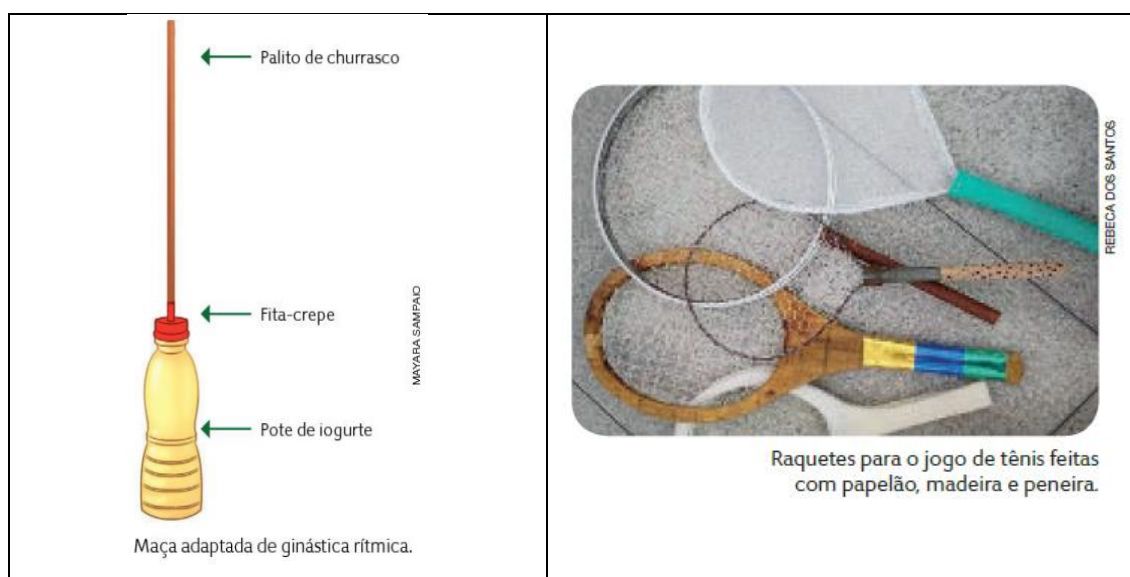 Palito de churrasco
Fita-crepe
MAYARA SAMPAIO
Pote de iogurte
Maça adaptada de ginástica rítmica.
REBECA DOS SANTOS
Raquetes para o jogo de tênis feitas
com papelão, madeira e peneira.